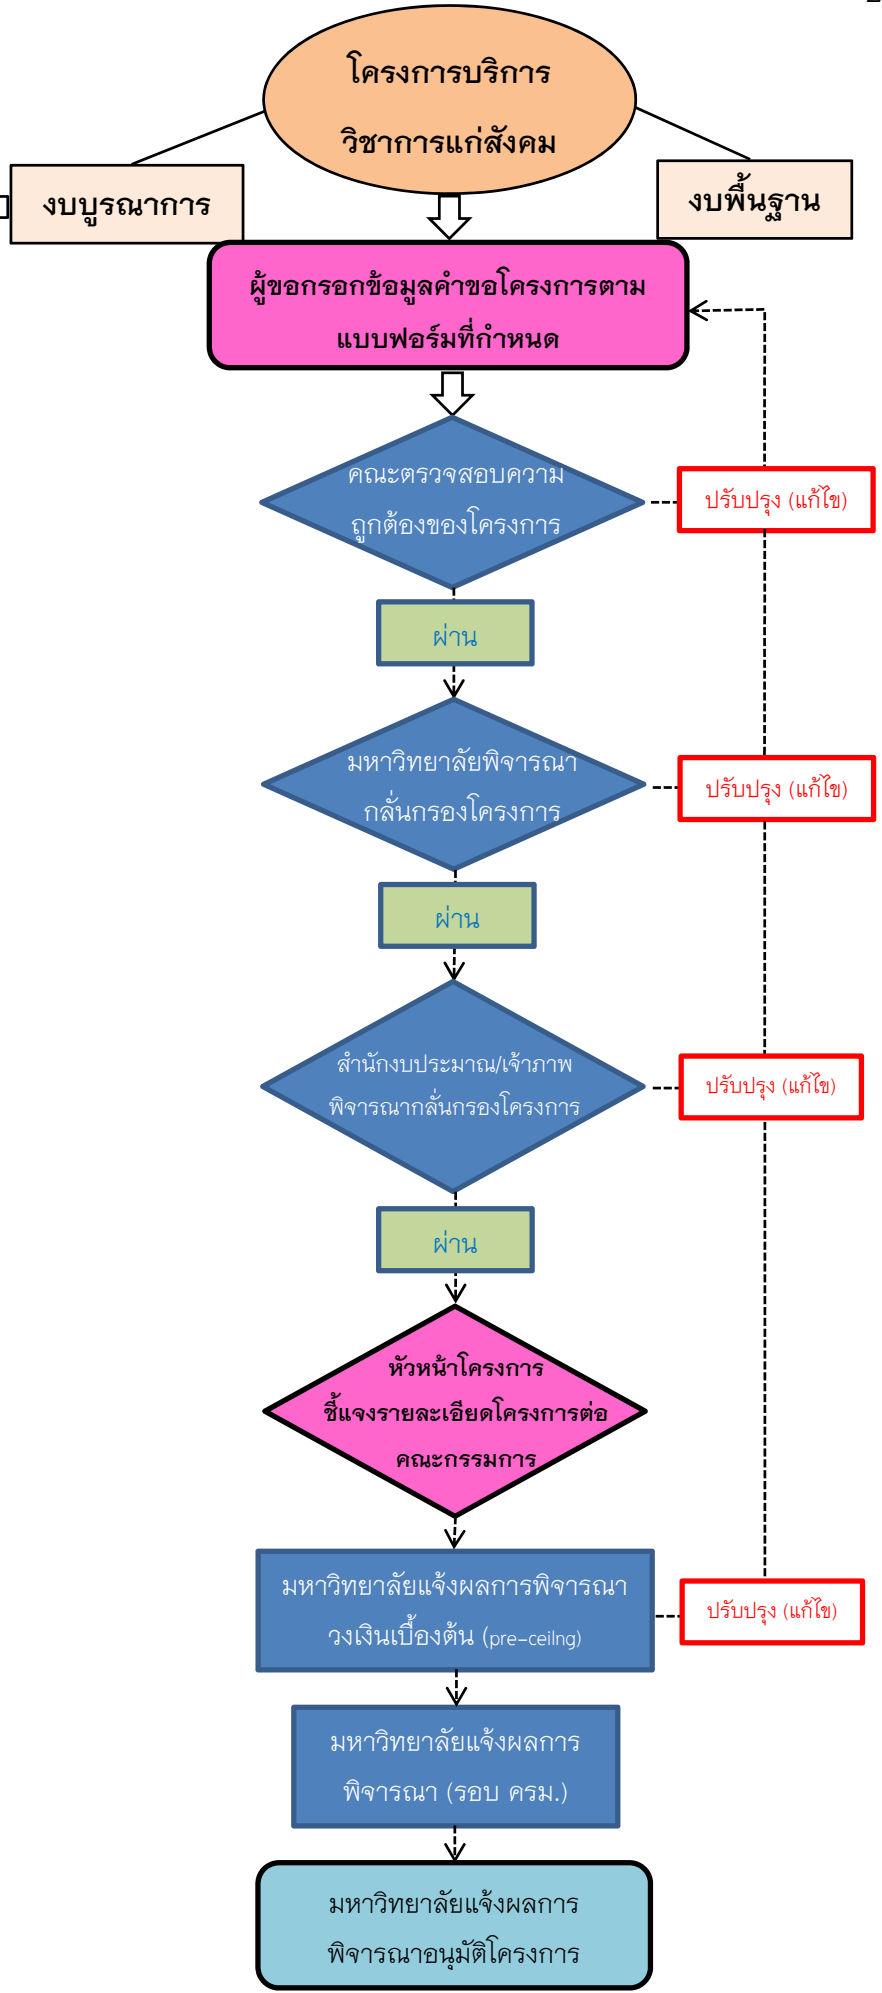 โครงการบริการ
วิชาการแก่สังคม
งบบูรณาการ
งบพื้นฐาน
ผู้ขอกรอกข้อมูลคำขอโครงการตาม
แบบฟอร์มที่กำหนด
คณะตรวจสอบความ
ถูกต้องของโครงการ
ปรับปรุง (แก้ไข)
ผ่าน
มหาวิทยาลัยพิจารณา
กลั่นกรองโครงการ
ปรับปรุง (แก้ไข)
ผ่าน
สำนักงบประมาณ/เจ้าภาพ
พิจารณากลั่นกรองโครงการ
ปรับปรุง (แก้ไข)
ผ่าน
หัวหน้าโครงการ
ชี้แจงรายละเอียดโครงการต่อ
คณะกรรมการ
มหาวิทยาลัยแจ้งผลการพิจารณา
วงเงินเบื้องต้น (pre-ceilng)
ปรับปรุง (แก้ไข)
มหาวิทยาลัยแจ้งผลการ
พิจารณา (รอบ ครม.)
มหาวิทยาลัยแจ้งผลการ
พิจารณาอนุมัติโครงการ